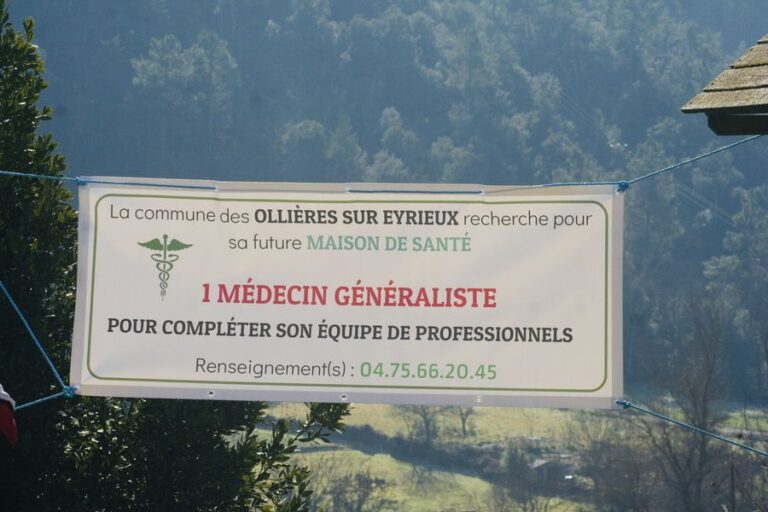 La commune des OLLIÈRES SUR EYRIEUX recherche pour
sa future MAISON DE SANTÉ
1 MÉDECIN GÉNÉRALISTE
POUR COMPLÉTER SON ÉQUIPE DE PROFESSIONNELS
Renseignement(s) : 04.75.66.20.45